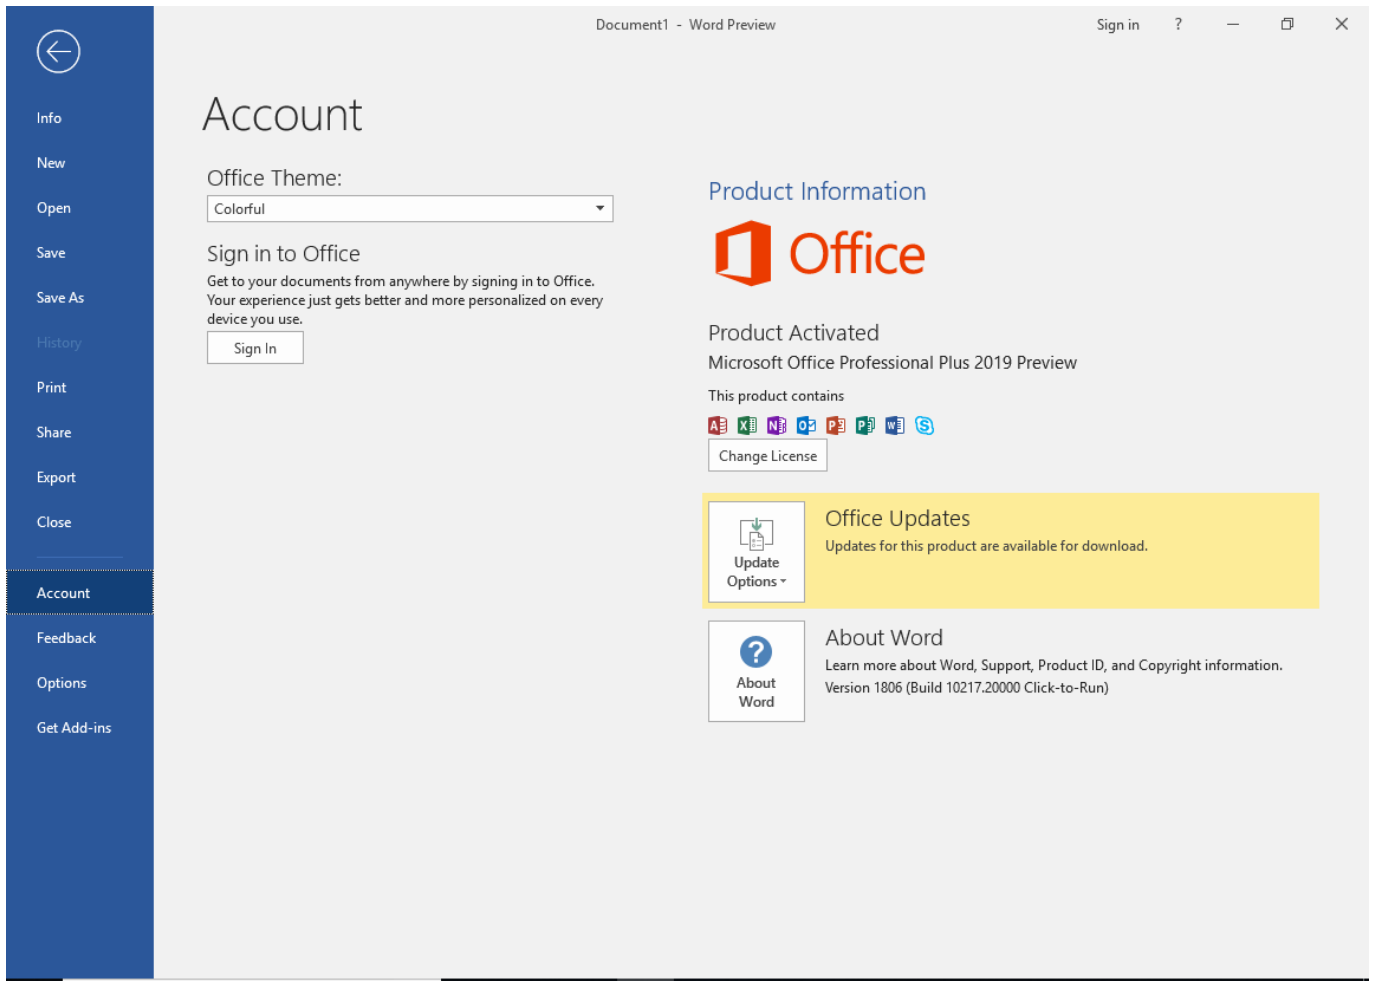 Document1 - Word Preview
Sign in
?
Info
New
Open
Save
Save As
History
Print
Share
Export
Close
Account
Feedback
Options
Get Add-ins
Account
Office Theme:
Colorful
Sign in to Office
Get to your documents from anywhere by signing in to Office.
Your experience just gets better and more personalized on every
device you use.
Sign In
Product Information
Office
Product Activated
Microsoft Office Professional Plus 2019 Preview
This product contains
A X N O P P W S
Change License
Update
Options
Office Updates
Updates for this product are available for download.
?
About
Word
About Word
Learn more about Word, Support, Product ID, and Copyright information.
Version 1806 (Build 10217.20000 Click-to-Run)